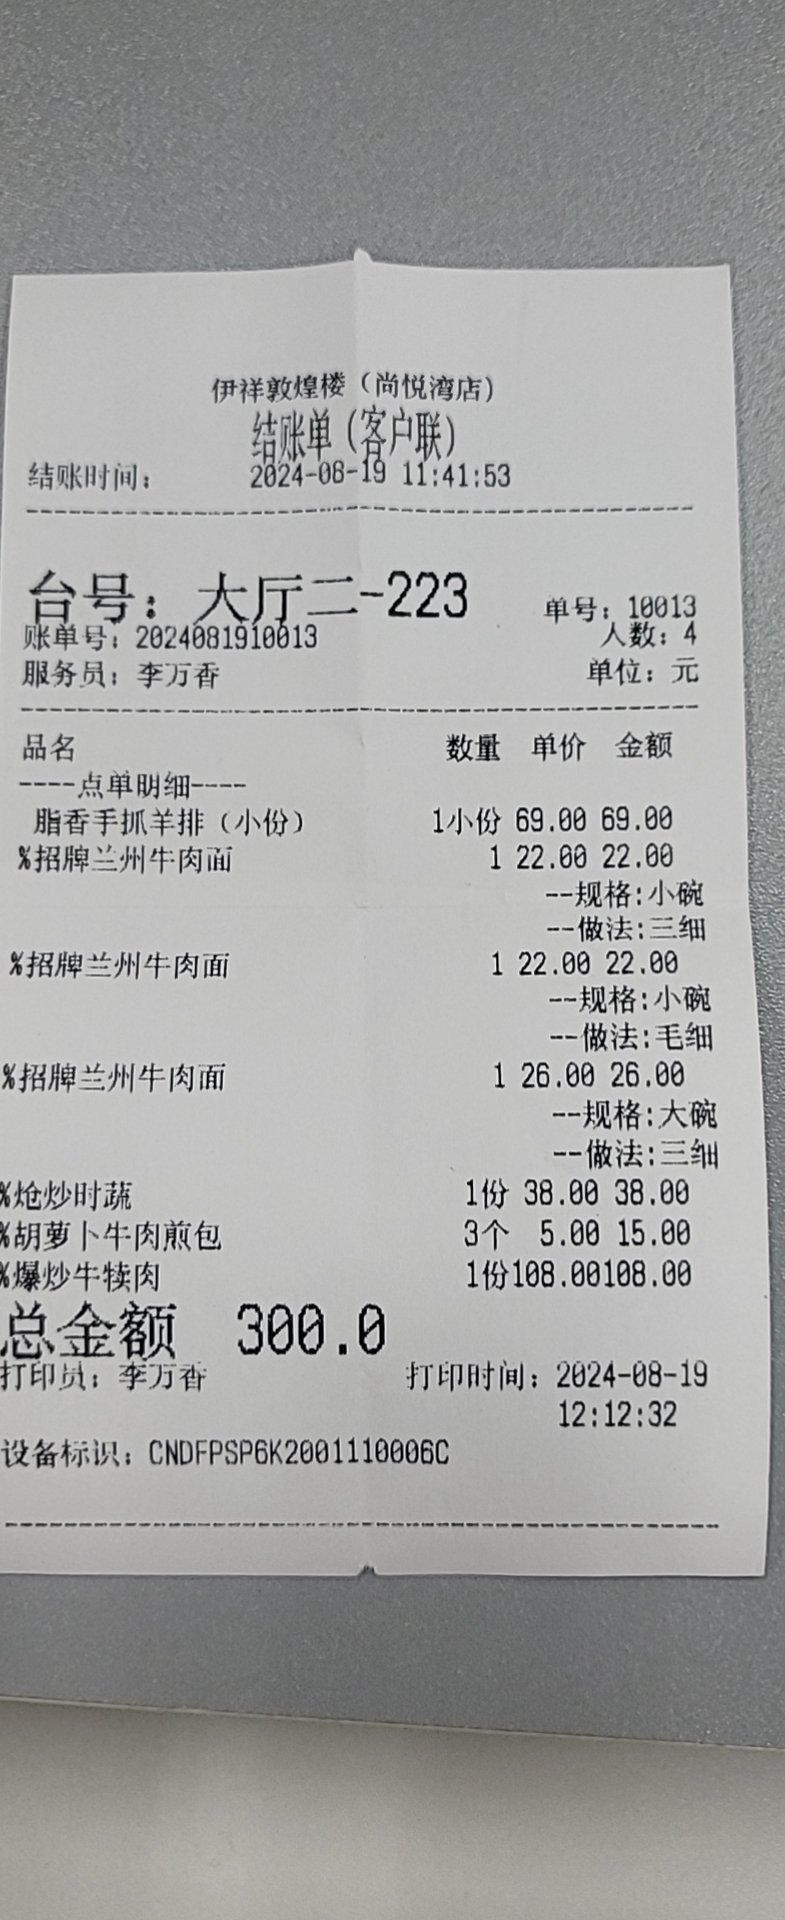 伊祥敦煌楼（尚悦湾店）
结账单（客户联）
结账时间： 2024-08-19 11:41:53
台号：大厅二-223 单号：10013
账单号：2024081910013 人数：4
服务员：李万香 单位：元
品名 数量 单价 金额
----点单明细----
脂香手抓羊排（小份） 1小份 69.00 69.00
%招牌兰州牛肉面 1 22.00 22.00
--规格:小碗
--做法:三细
%招牌兰州牛肉面 1 22.00 22.00
--规格:小碗
--做法:毛细
%招牌兰州牛肉面 1 26.00 26.00
--规格:大碗
--做法:三细
%炝炒时蔬 1份 38.00 38.00
%胡萝卜牛肉煎包 3个 5.00 15.00
%爆炒牛犊肉 1份108.00108.00
总金额 300.0
打印员：李万香 打印时间：2024-08-19
12:12:32
设备标识：CNDFPSP6K2001110006C